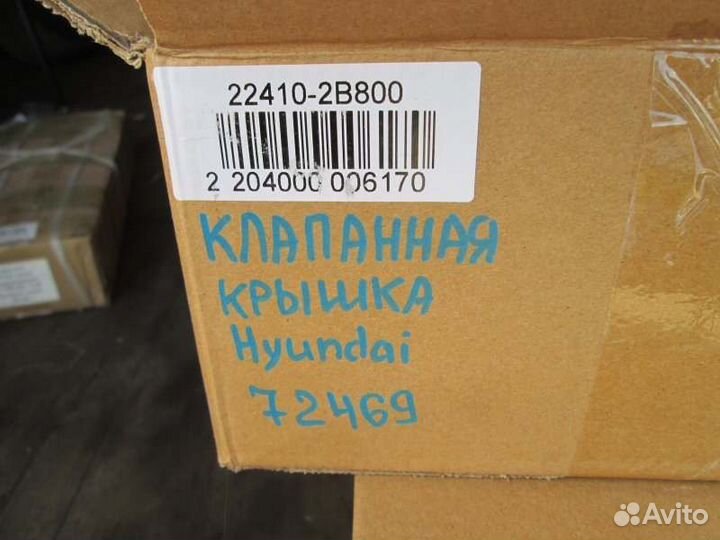 22410-2B800
2 204000 006170
КЛАПАННАЯ
КРЫШКА
Hyundai
72469
Avito